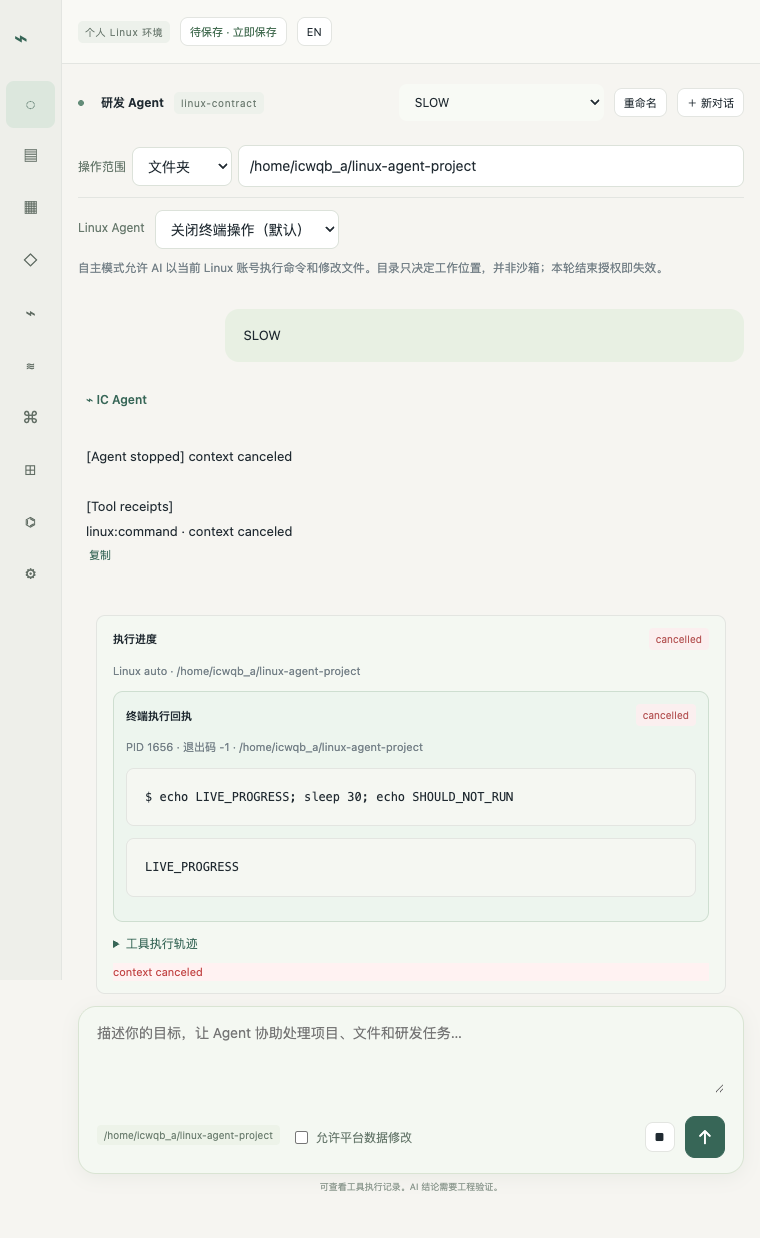 个人 Linux 环境
待保存 · 立即保存
EN
研发 Agent
linux-contract
SLOW
重命名
＋ 新对话
操作范围
文件夹
/home/icwqb_a/linux-agent-project
Linux Agent
关闭终端操作（默认）
自主模式允许 AI 以当前 Linux 账号执行命令和修改文件。目录只决定工作位置，并非沙箱；本轮结束授权即失效。
SLOW
⌁ IC Agent
[Agent stopped] context canceled
[Tool receipts]
linux:command · context canceled
复制
执行进度
cancelled
Linux auto · /home/icwqb_a/linux-agent-project
终端执行回执
cancelled
PID 1656 · 退出码 -1 · /home/icwqb_a/linux-agent-project
$ echo LIVE_PROGRESS; sleep 30; echo SHOULD_NOT_RUN
LIVE_PROGRESS
▶ 工具执行轨迹
context canceled
描述你的目标，让 Agent 协助处理项目、文件和研发任务...
/home/icwqb_a/linux-agent-project
允许平台数据修改
可查看工具执行记录。AI 结论需要工程验证。